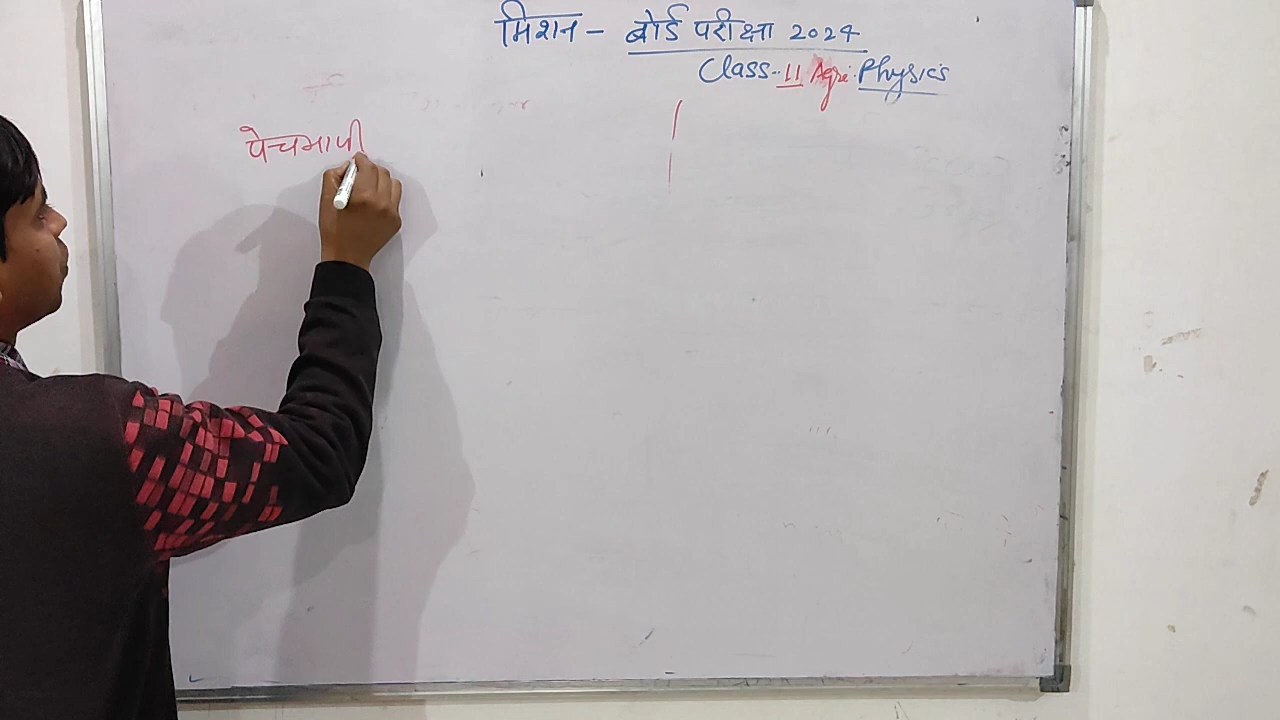 मिशन - बोर्ड परीक्षा 2024
Class..11 Agri. Physics
पेचमापी